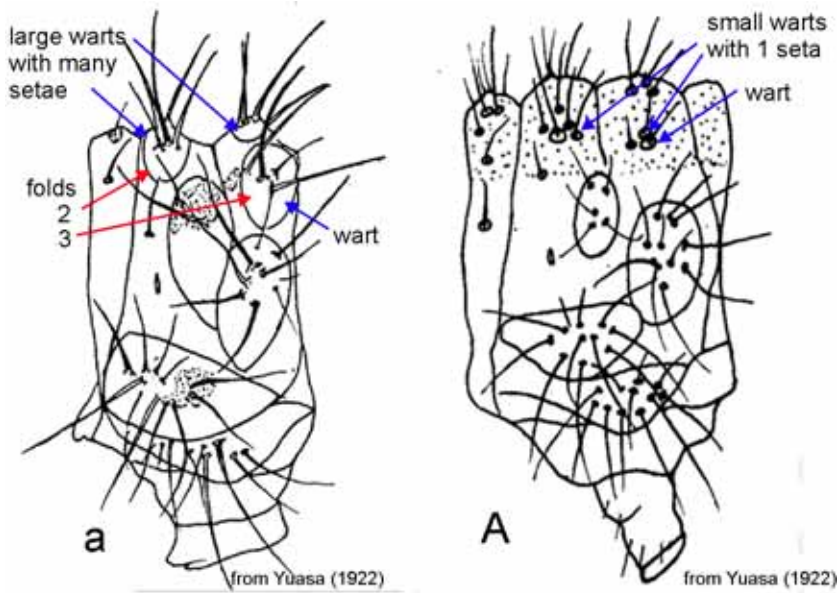 large warts
with many
setae
folds
2
3
wart
a
from Yuasa (1922)
small warts
with 1 seta
wart
A
from Yuasa (1922)